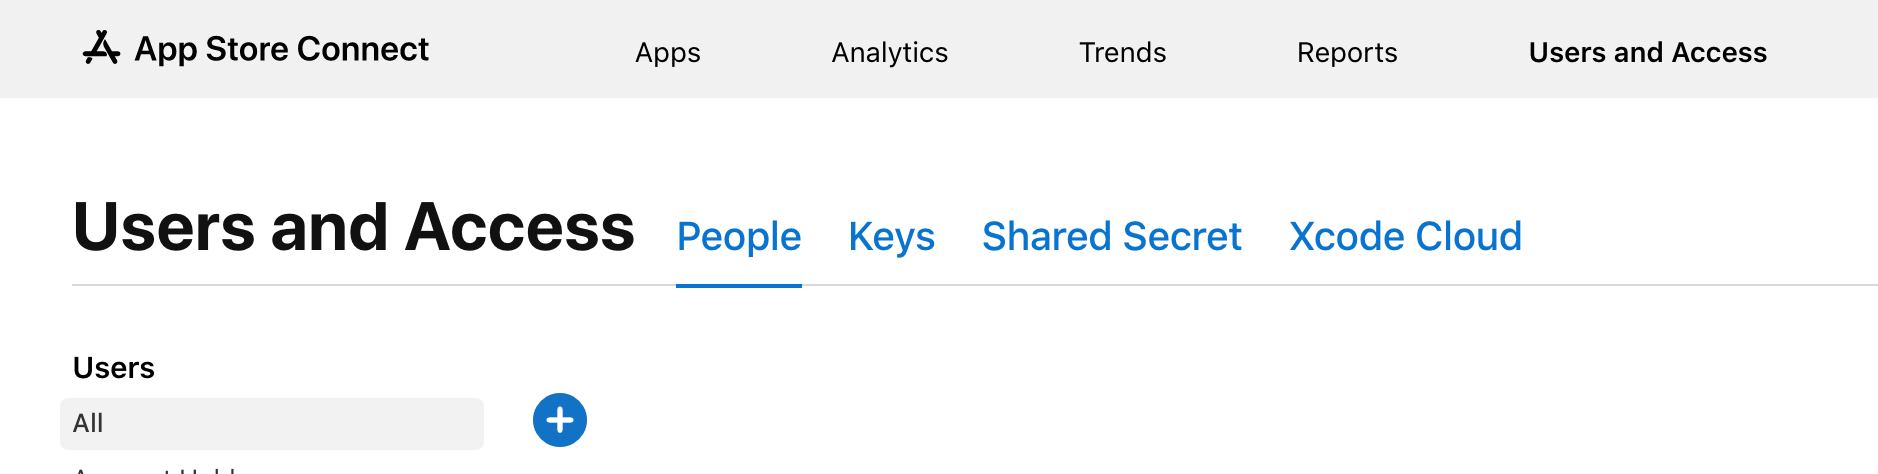 App Store Connect Apps Analytics Trends Reports Users and Access
Users and Access People Keys Shared Secret Xcode Cloud
Users
All